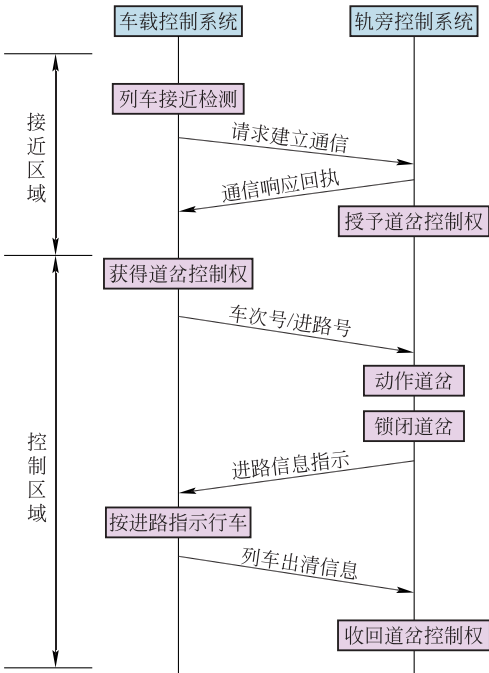 车载控制系统
轨旁控制系统
接近区域
列车接近检测
请求建立通信
通信响应回执
授予道岔控制权
控制区域
获得道岔控制权
车次号/进路号
动作道岔
锁闭道岔
进路信息指示
按进路指示行车
列车出清信息
收回道岔控制权